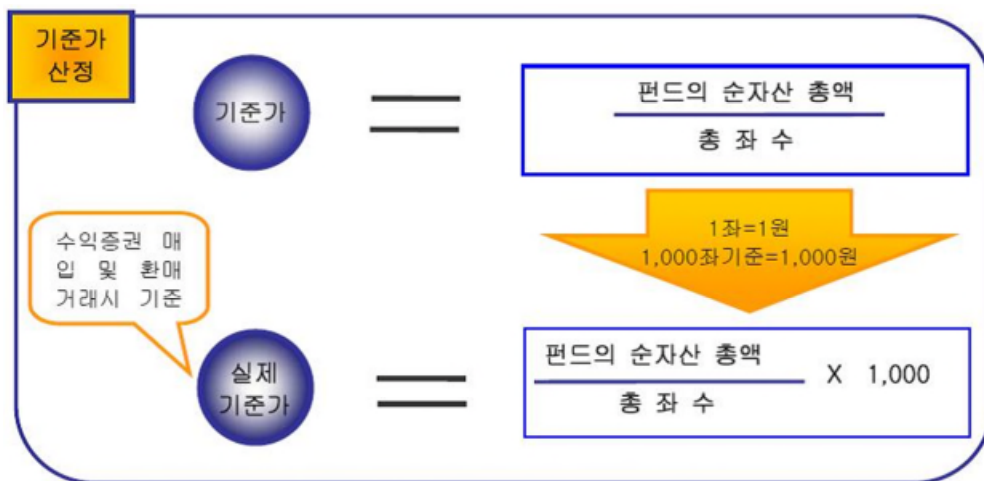 기준가
산정
기준가
펀드의 순자산 총액
총 좌 수
1좌=1원
1,000좌기준=1,000원
수익증권 매
입 및 환매
거래시 기준
실제
기준가
펀드의 순자산 총액
총 좌 수
X 1,000